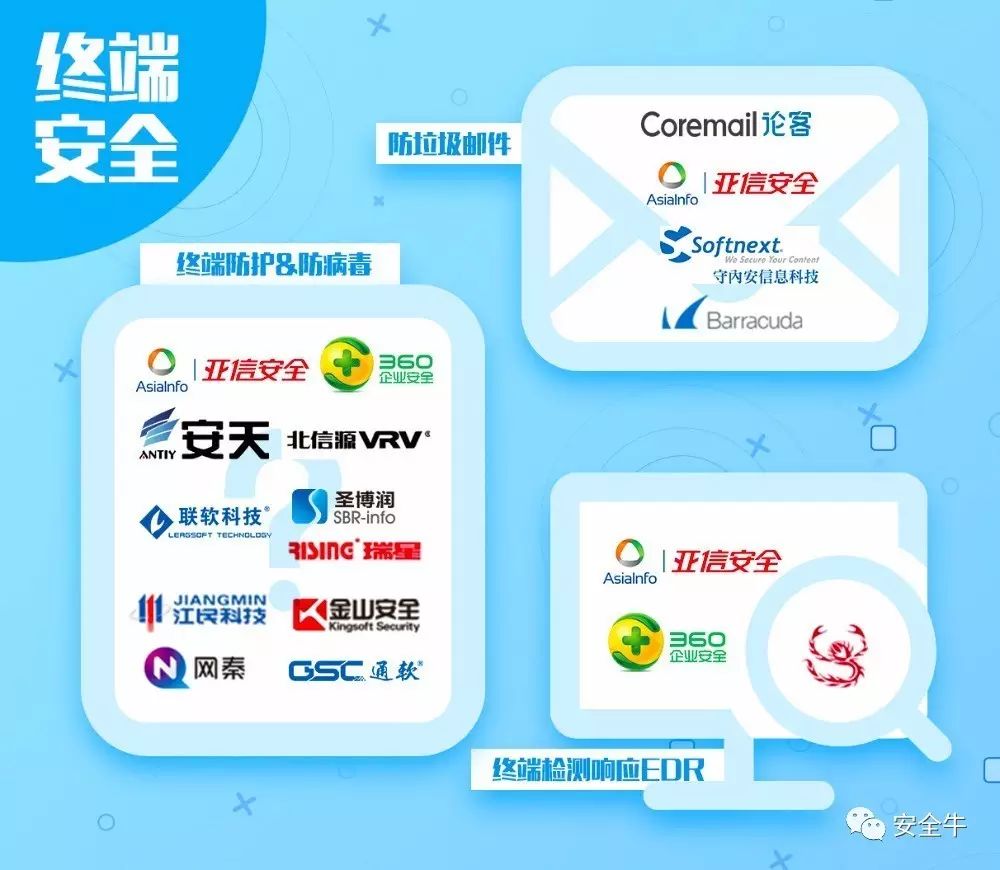 终端
安全
防垃圾邮件
Coremail论客
AsiaInfo 亚信安全
Softnext
We Secure Your Content
守內安信息科技
Barracuda
终端防护&防病毒
AsiaInfo 亚信安全
360
企业安全
ANTIY 安天
北信源VRV
联软科技
LEAGSOFT TECHNOLOGY
圣博润
SBR-info
RISING 瑞星
JIANGMIN
江民科技
金山安全
Kingsoft Security
N 网秦
GSC 通软
AsiaInfo 亚信安全
360
企业安全
终端检测响应EDR
安全牛